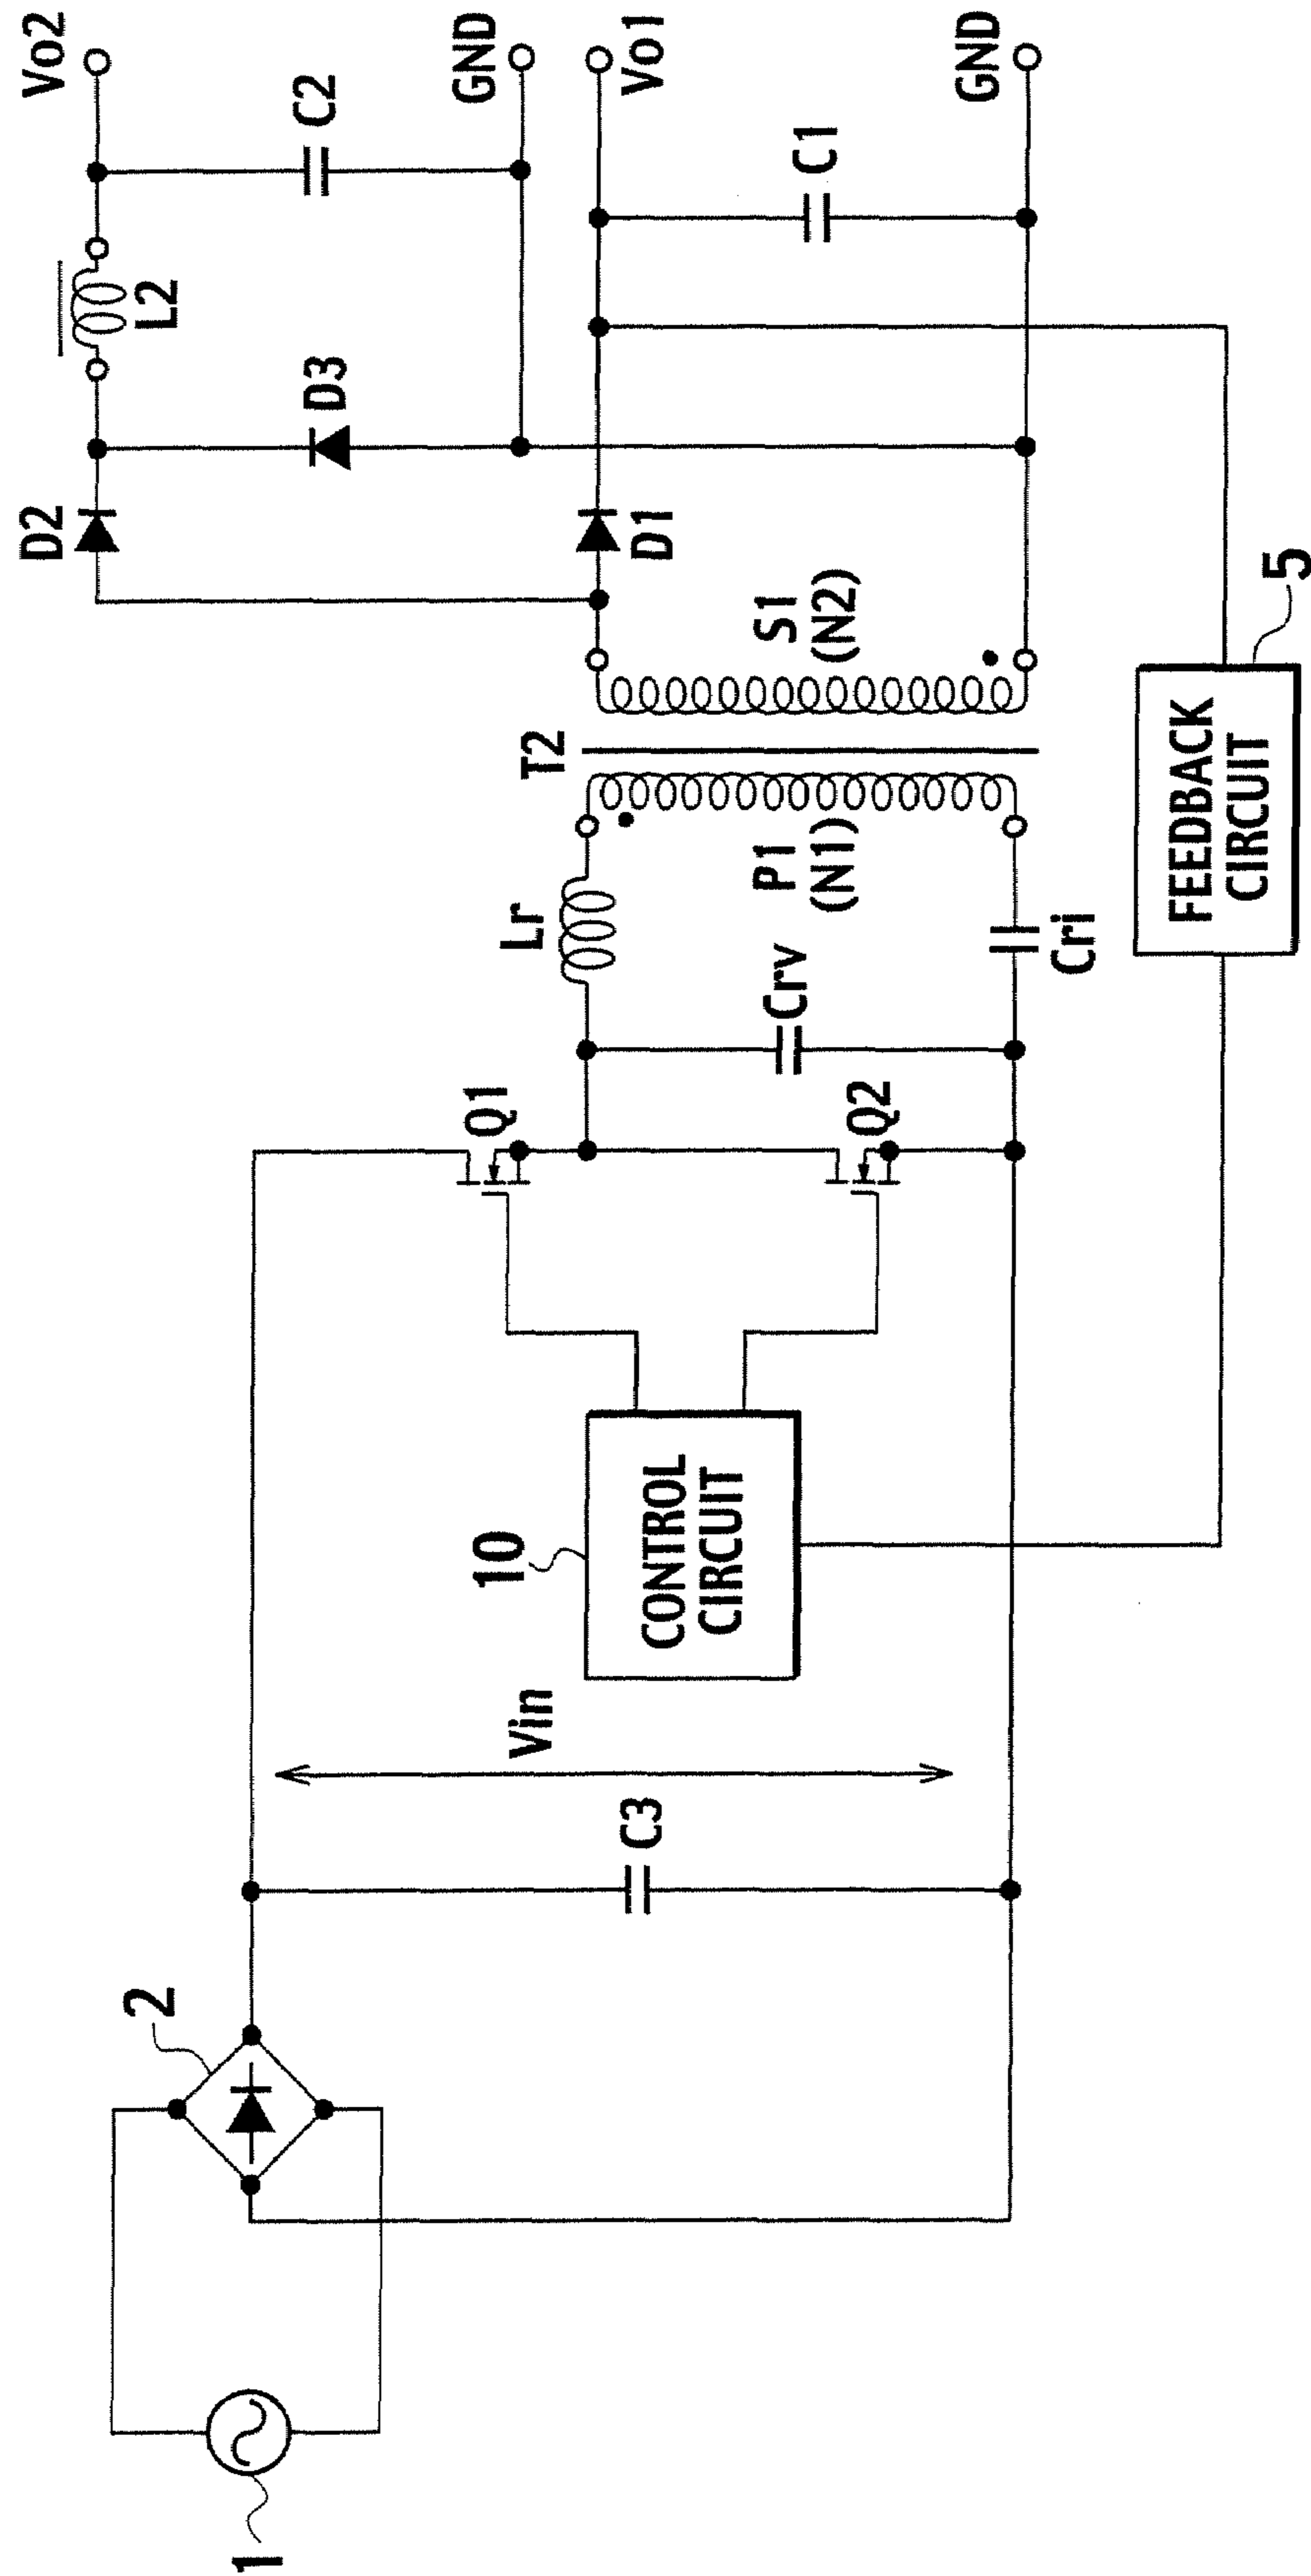 1
2
C3
Vin
10
CONTROL
CIRCUIT
Q1
Q2
Crv
Lr
Cri
P1
(N1)
T2
S1
(N2)
D2
D3
L2
C2
Vo2
GND
D1
C1
Vo1
GND
FEEDBACK
CIRCUIT
5